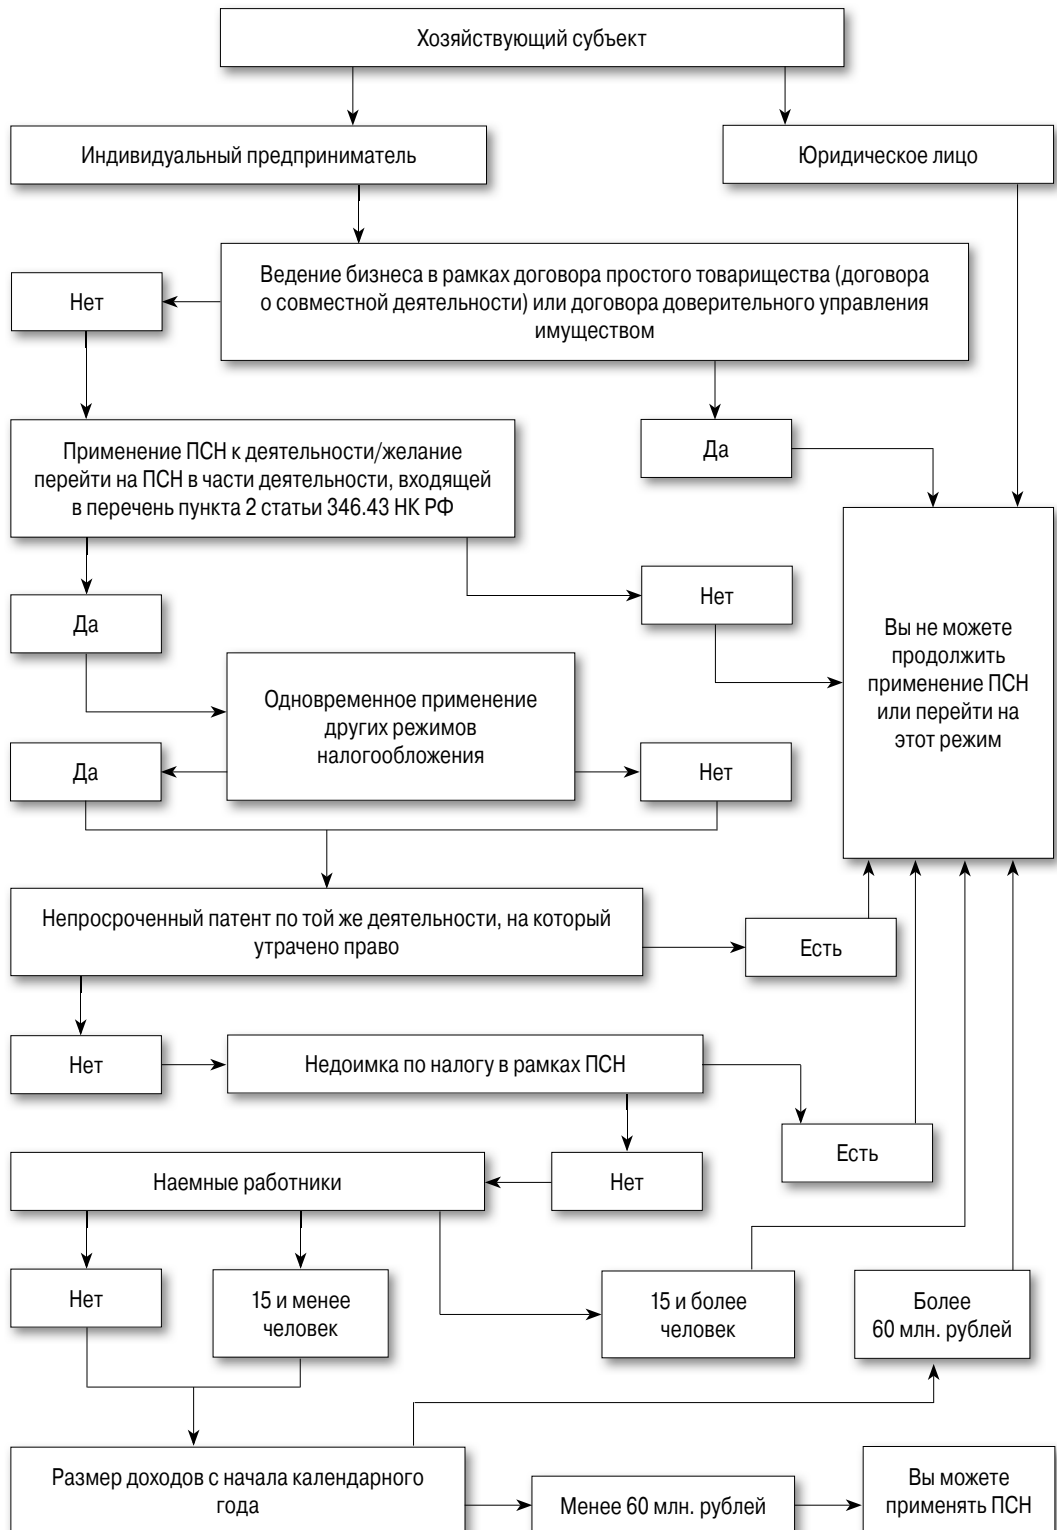 Хозяйствующий субъект
Индивидуальный предприниматель
Юридическое лицо
Ведение бизнеса в рамках договора простого товарищества (договора
о совместной деятельности) или договора доверительного управления
имуществом
Нет
Да
Применение ПСН к деятельности/желание
перейти на ПСН в части деятельности, входящей
в перечень пункта 2 статьи 346.43 НК РФ
Нет
Да
Вы не можете
продолжить
применение ПСН
или перейти на
этот режим
Одновременное применение
других режимов
налогообложения
Да
Нет
Непросроченный патент по той же деятельности, на который
утрачено право
Есть
Нет
Недоимка по налогу в рамках ПСН
Есть
Нет
Наемные работники
Нет
15 и менее
человек
15 и более
человек
Более
60 млн. рублей
Размер доходов с начала календарного
года
Менее 60 млн. рублей
Вы можете
применять ПСН